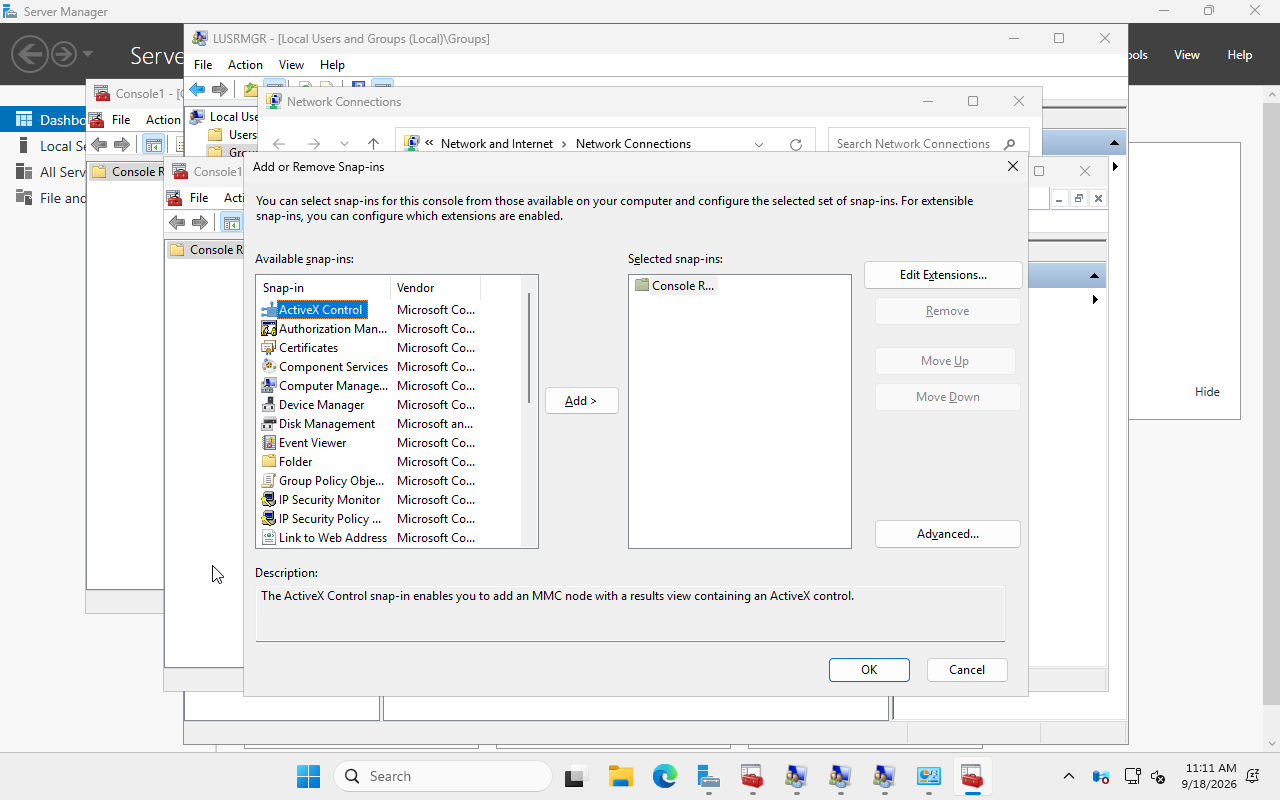 Server Manager
Serve
ools
View
Help
LUSRMGR - [Local Users and Groups (Local)\Groups]
File
Action
View
Help
Local Use
Users
Gro
Console1 - [C
File
Action
Console R
Dashbo
Local Se
All Serv
File and
Network Connections
« Network and Internet › Network Connections
Search Network Connections
Console1
File
Acti
Console R
Add or Remove Snap-ins
You can select snap-ins for this console from those available on your computer and configure the selected set of snap-ins. For extensible
snap-ins, you can configure which extensions are enabled.
Available snap-ins:
Snap-in
Vendor
ActiveX Control Microsoft Co...
Authorization Man... Microsoft Co...
Certificates Microsoft Co...
Component Services Microsoft Co...
Computer Manage... Microsoft Co...
Device Manager Microsoft Co...
Disk Management Microsoft an...
Event Viewer Microsoft Co...
Folder Microsoft Co...
Group Policy Obje... Microsoft Co...
IP Security Monitor Microsoft Co...
IP Security Policy ... Microsoft Co...
Link to Web Address Microsoft Co...
Add >
Selected snap-ins:
Console R...
Edit Extensions...
Remove
Move Up
Move Down
Advanced...
Description:
The ActiveX Control snap-in enables you to add an MMC node with a results view containing an ActiveX control.
OK
Cancel
Hide
Search
11:11 AM
9/18/2026